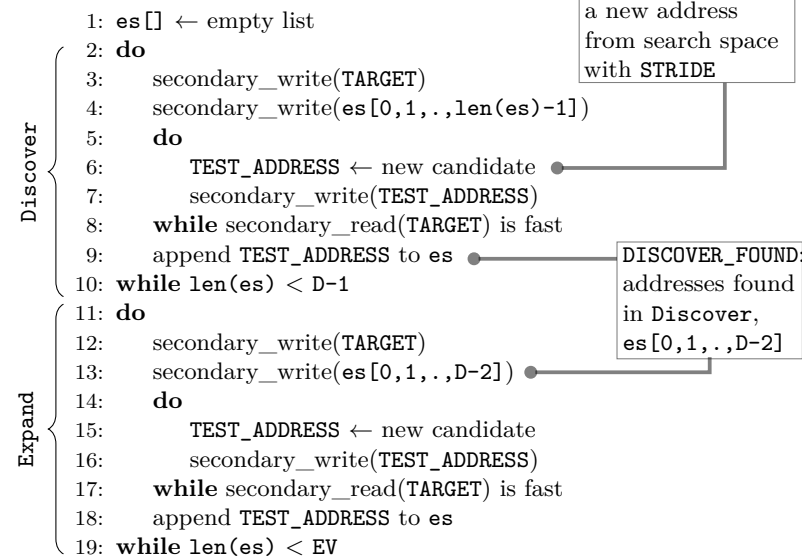 1: es[] ← empty list
2: do
3: secondary_write(TARGET)
4: secondary_write(es[0,1,.,len(es)-1])
5: do
6: TEST_ADDRESS ← new candidate
7: secondary_write(TEST_ADDRESS)
8: while secondary_read(TARGET) is fast
9: append TEST_ADDRESS to es
10: while len(es) < D-1
11: do
12: secondary_write(TARGET)
13: secondary_write(es[0,1,.,D-2])
14: do
15: TEST_ADDRESS ← new candidate
16: secondary_write(TEST_ADDRESS)
17: while secondary_read(TARGET) is fast
18: append TEST_ADDRESS to es
19: while len(es) < EV
Discover
Expand
a new address
from search space
with STRIDE
DISCOVER_FOUND:
addresses found
in Discover,
es[0,1,.,D-2]